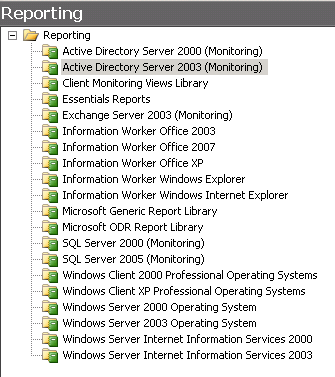 Reporting
Reporting
Active Directory Server 2000 (Monitoring)
Active Directory Server 2003 (Monitoring)
Client Monitoring Views Library
Essentials Reports
Exchange Server 2003 (Monitoring)
Information Worker Office 2003
Information Worker Office 2007
Information Worker Office XP
Information Worker Windows Explorer
Information Worker Windows Internet Explorer
Microsoft Generic Report Library
Microsoft ODR Report Library
SQL Server 2000 (Monitoring)
SQL Server 2005 (Monitoring)
Windows Client 2000 Professional Operating Systems
Windows Client XP Professional Operating Systems
Windows Server 2000 Operating System
Windows Server 2003 Operating System
Windows Server Internet Information Services 2000
Windows Server Internet Information Services 2003